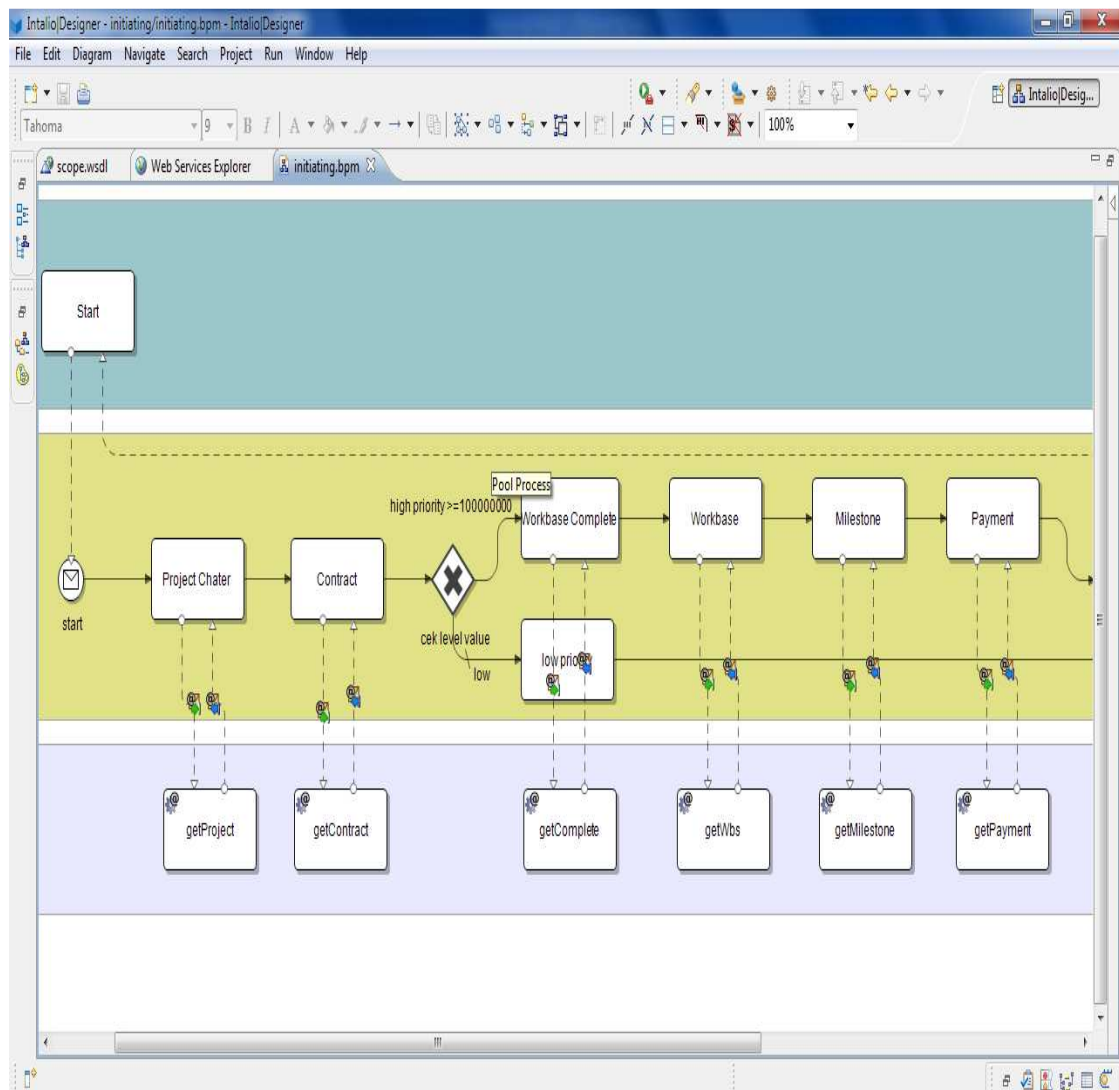 Intalio|Designer - initiating/initiating.bpm - Intalio|Designer
File Edit Diagram Navigate Search Project Run Window Help
Intalio|Desig...
Tahoma 9 B I A 100%
scope.wsdl Web Services Explorer initiating.bpm
Start
Pool Process
high priority >=100000000
Workbase Complete Workbase Milestone Payment
Project Chater Contract
start
cek level value
low
low prio
getProject getContract getComplete getWbs getMilestone getPayment